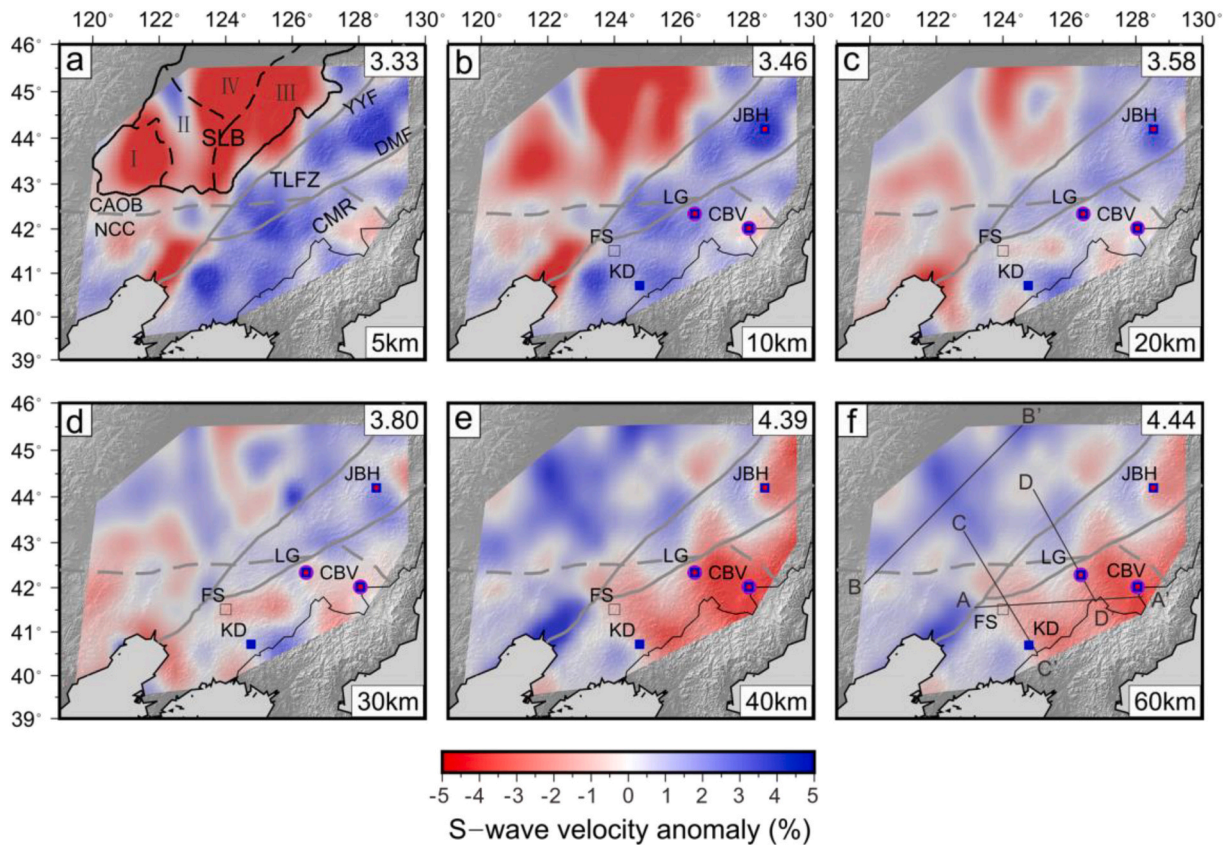 120° 122° 124° 126° 128° 130° 120° 122° 124° 126° 128° 130° 120° 122° 124° 126° 128° 130°
46°
45°
44°
43°
42°
41°
40°
39°
a
3.33
IV
III
II
I
SLB
YYF
DMF
TLFZ
CAOB
NCC
CMR
5km
b
3.46
JBH
LG
CBV
FS
KD
10km
c
3.58
JBH
LG
CBV
FS
KD
20km
46°
45°
44°
43°
42°
41°
40°
39°
d
3.80
JBH
LG
CBV
FS
KD
30km
e
4.39
JBH
LG
CBV
FS
KD
40km
f
4.44
B'
JBH
D
C
LG
CBV
B
A
A'
FS
D
KD
C'
60km
-5 -4 -3 -2 -1 0 1 2 3 4 5
S−wave velocity anomaly (%)